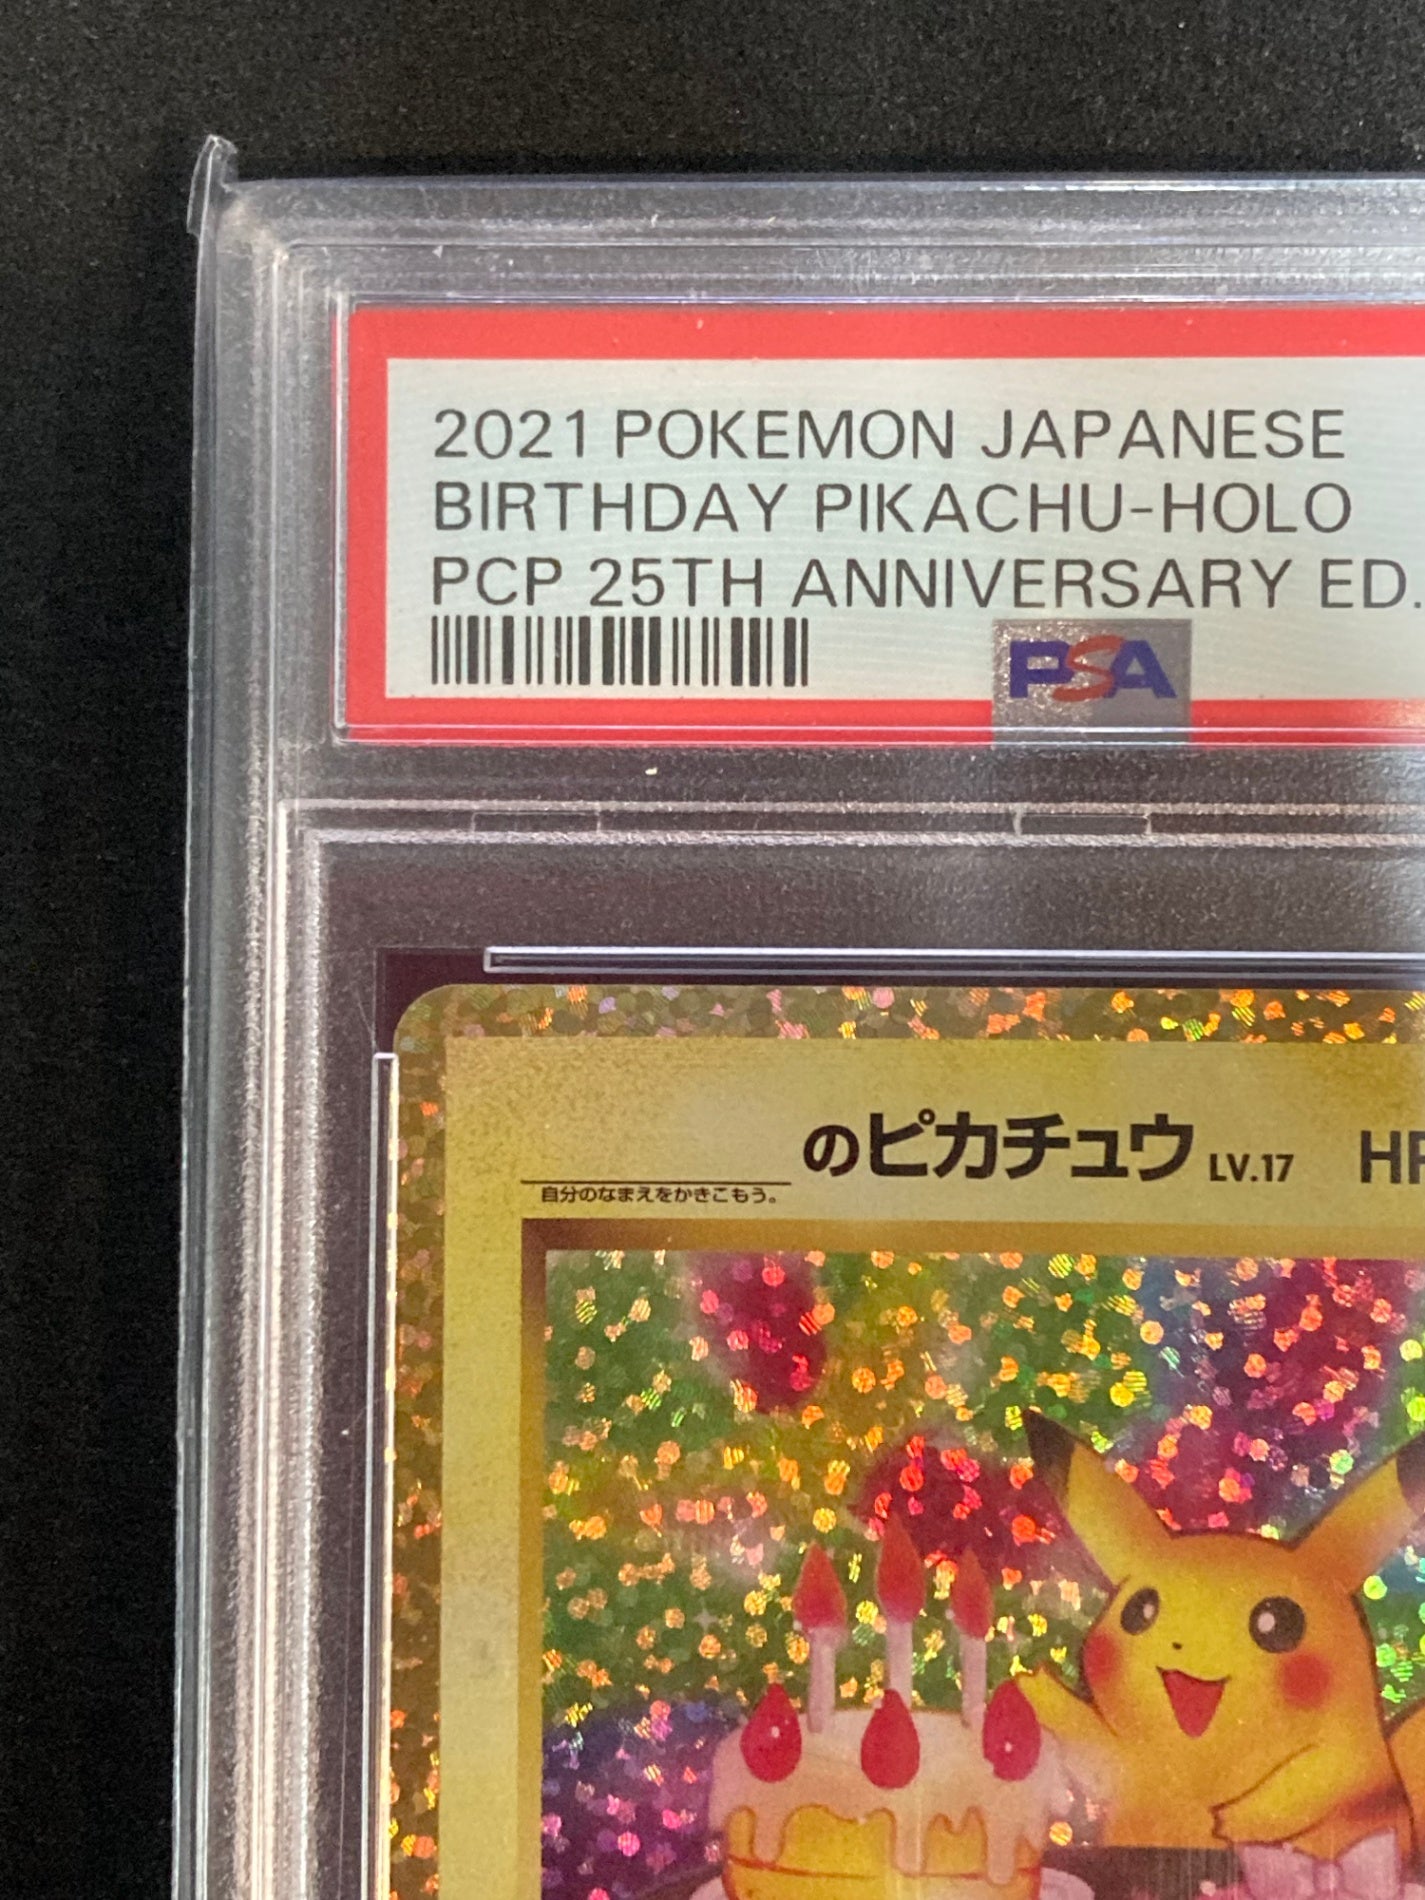 2021 POKEMON JAPANESE
BIRTHDAY PIKACHU-HOLO
PCP 25TH ANNIVERSARY ED.
PSA
のピカチュウ LV.17 HP
自分のなまえをかきこもう。